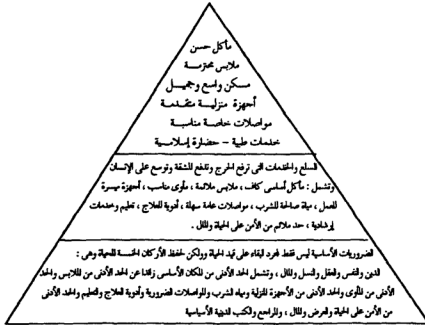 مأكل حسن
ملابس محترمة
مسكن واسع وجميل
أجهزة منزلية متقدمة
مواصلات خاصة مناسبة
خدمات طبية – حضارة إسلامية
السلع والخدمات التى ترفع الحرج وتدفع المشقة وتوسع على الإنسان
وتشمل : مأكل أساسى كاف ، ملابس ملائمة ، مأوى مناسب ، أجهزة ميسرة
للعمل ، مياة صالحة للشرب ، مواصلات عامة سهلة ، أدوية للعلاج ، تعليم وخدمات
إرشادية ، حد ملائم من الأمن على الحياة والمال .
الضروريات الأساسية ليس فقط لمجرد البقاء على قيد الحياة ولكن لحفظ الأركان الخمسة للحياة وهى :
الدين والنفس والعقل والنسل والمال ، وتشمل الحد الأدنى من المكان الأساسى زائدا عن الحد الأدنى من الملابس والحد
الأدنى من المأوى والحد الأدنى من الأجهزة المنزلية ومياه الشرب والمواصلات الضرورية وأدوية العلاج والتعليم والحد الأدنى
من الأمن على الحياة والعرض والمال ، والمراجع والكتب الدينية الأساسية